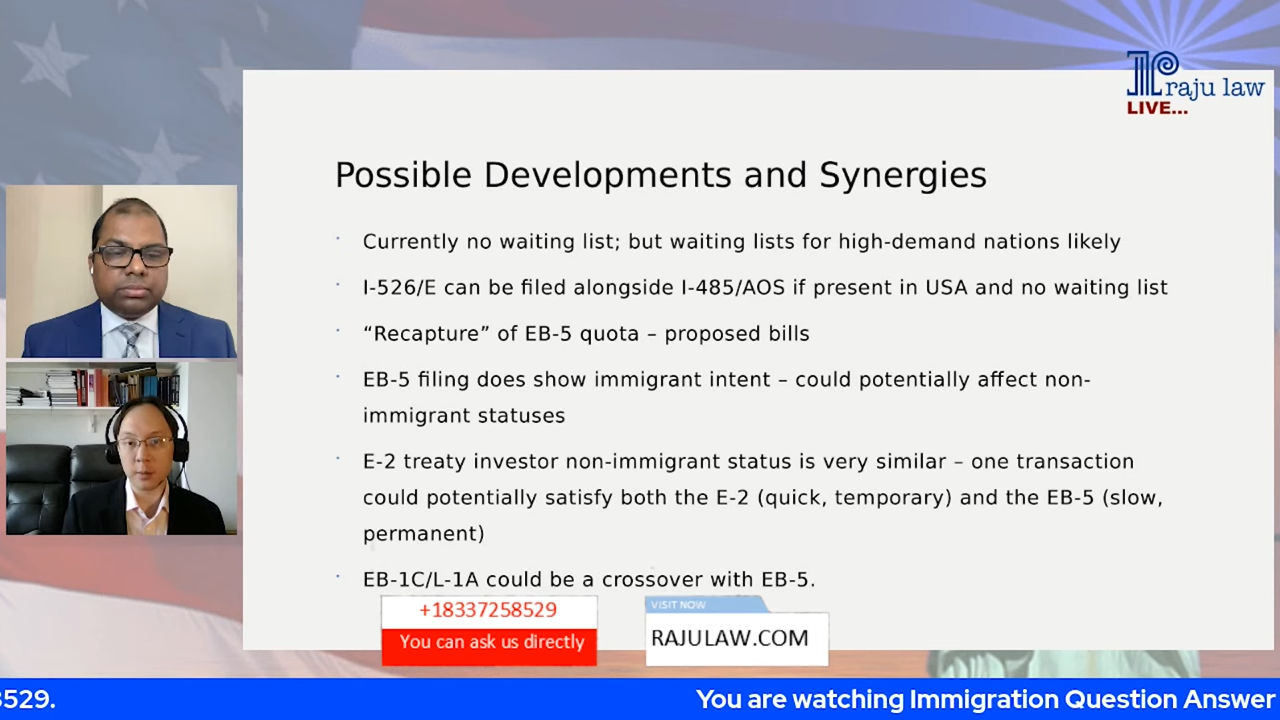 raju law
LIVE...
Possible Developments and Synergies
Currently no waiting list; but waiting lists for high-demand nations likely
I-526/E can be filed alongside I-485/AOS if present in USA and no waiting list
“Recapture” of EB-5 quota – proposed bills
EB-5 filing does show immigrant intent – could potentially affect non-
immigrant statuses
E-2 treaty investor non-immigrant status is very similar – one transaction
could potentially satisfy both the E-2 (quick, temporary) and the EB-5 (slow,
permanent)
EB-1C/L-1A could be a crossover with EB-5.
+18337258529
You can ask us directly
VISIT NOW
RAJULAW.COM
3529.
You are watching Immigration Question Answer